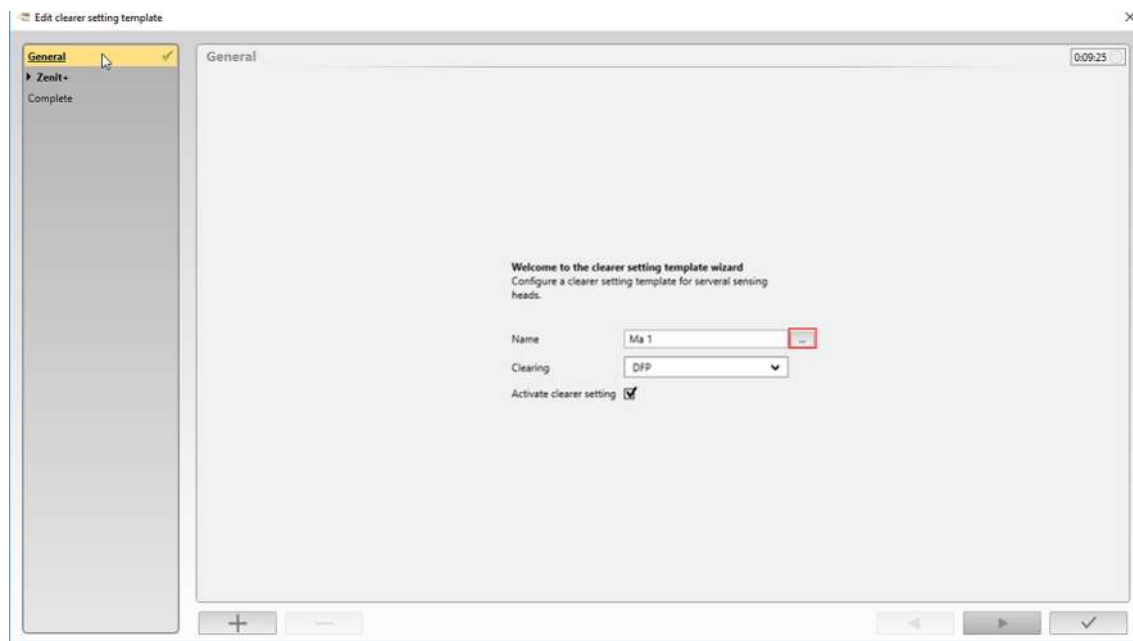 Edit clearer setting template
General
Zenit+
Complete
General
0:09:25
Welcome to the clearer setting template wizard
Configure a clearer setting template for serveral sensing
heads.
Name Ma 1 ...
Clearing DFP
Activate clearer setting